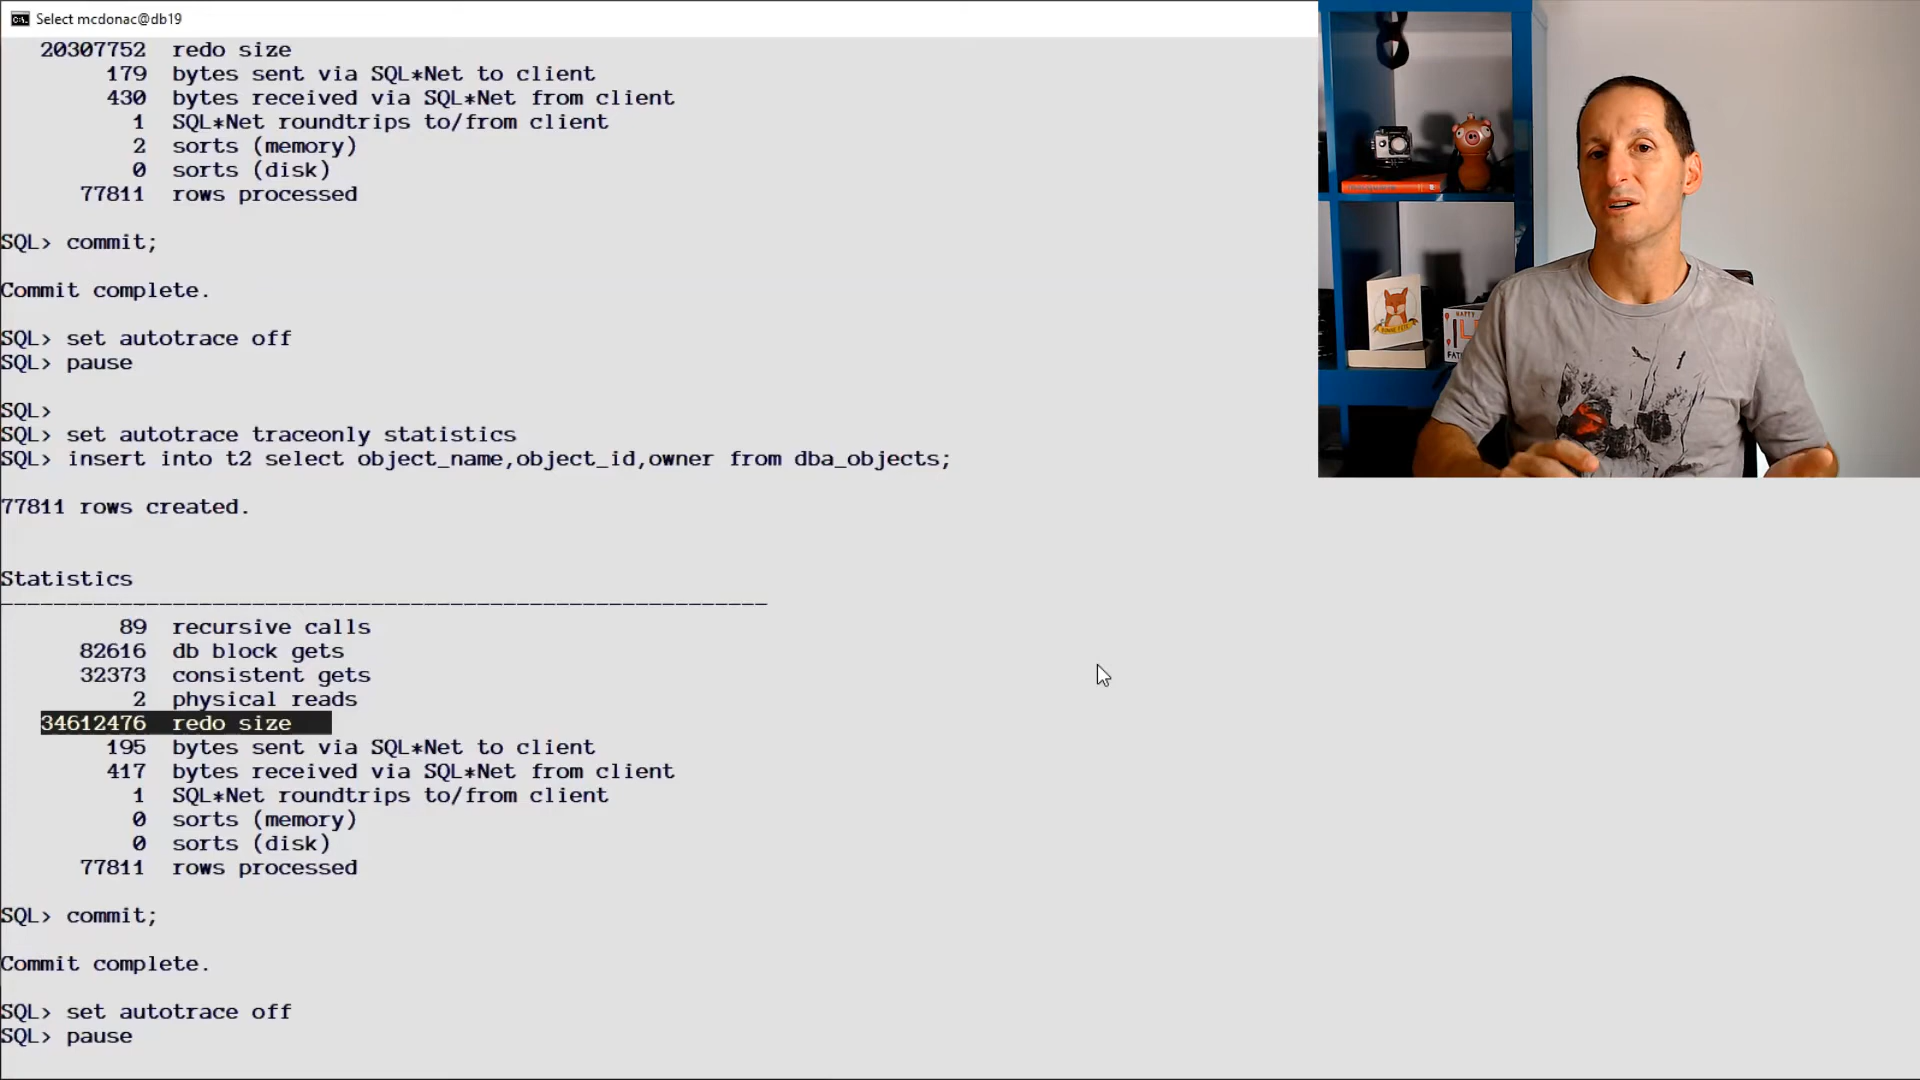 Select mcdonac@db19
20307752 redo size
179 bytes sent via SQL*Net to client
430 bytes received via SQL*Net from client
1 SQL*Net roundtrips to/from client
2 sorts (memory)
0 sorts (disk)
77811 rows processed
SQL> commit;
Commit complete.
SQL> set autotrace off
SQL> pause
SQL>
SQL> set autotrace traceonly statistics
SQL> insert into t2 select object_name,object_id,owner from dba_objects;
77811 rows created.
Statistics
----------------------------------------------------------
89 recursive calls
82616 db block gets
32373 consistent gets
2 physical reads
34612476 redo size
195 bytes sent via SQL*Net to client
417 bytes received via SQL*Net from client
1 SQL*Net roundtrips to/from client
0 sorts (memory)
0 sorts (disk)
77811 rows processed
SQL> commit;
Commit complete.
SQL> set autotrace off
SQL> pause
HAPPY